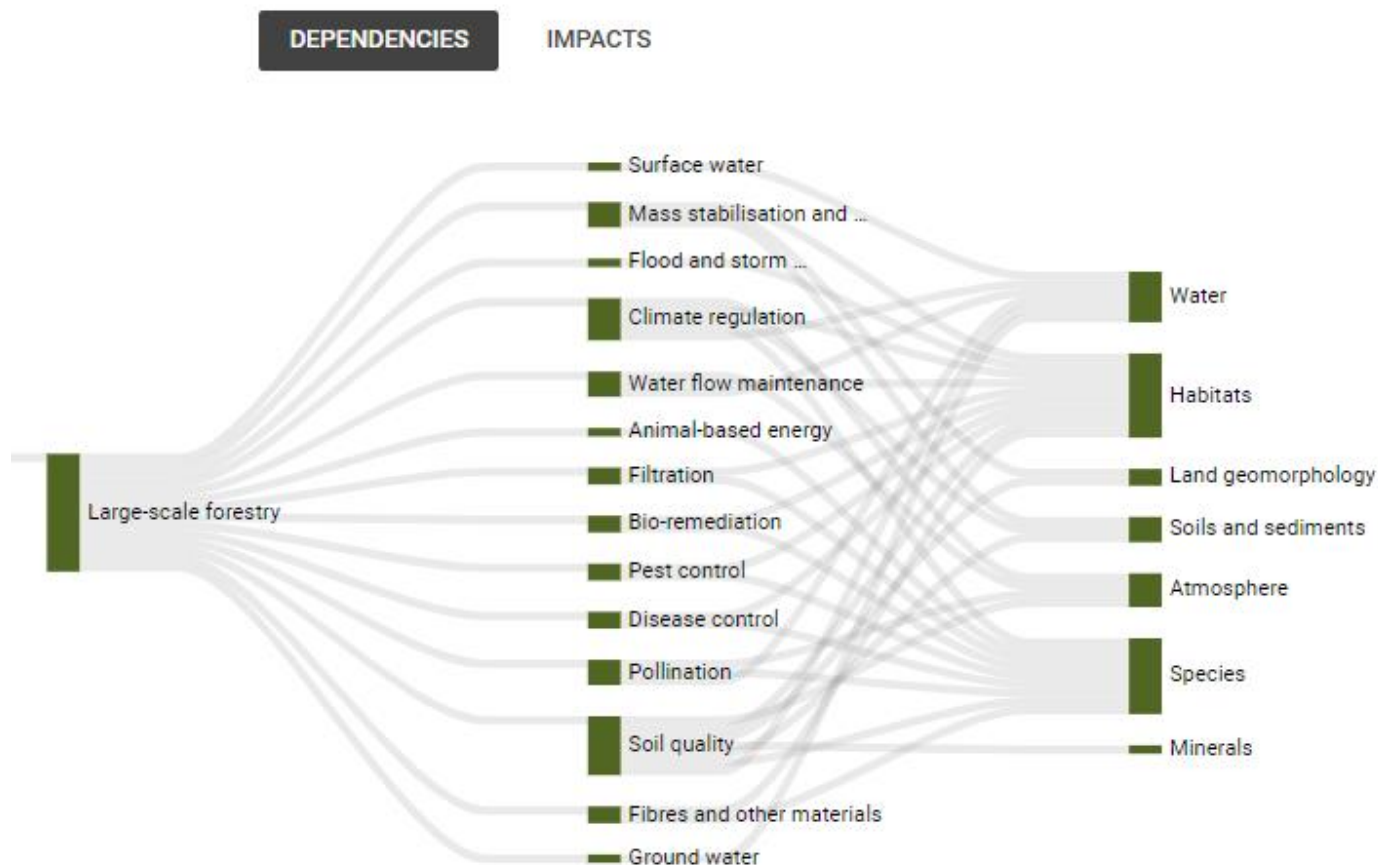 DEPENDENCIES
IMPACTS
Surface water
Mass stabilisation and ...
Flood and storm ...
Climate regulation
Water flow maintenance
Animal-based energy
Filtration
Bio-remediation
Pest control
Disease control
Pollination
Soil quality
Fibres and other materials
Ground water
Large-scale forestry
Water
Habitats
Land geomorphology
Soils and sediments
Atmosphere
Species
Minerals